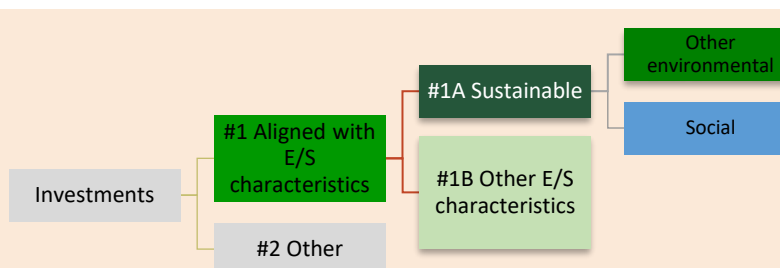 Other
environmental
#1A Sustainable
Social
#1 Aligned with
E/S
characteristics
#1B Other E/S
characteristics
Investments
#2 Other